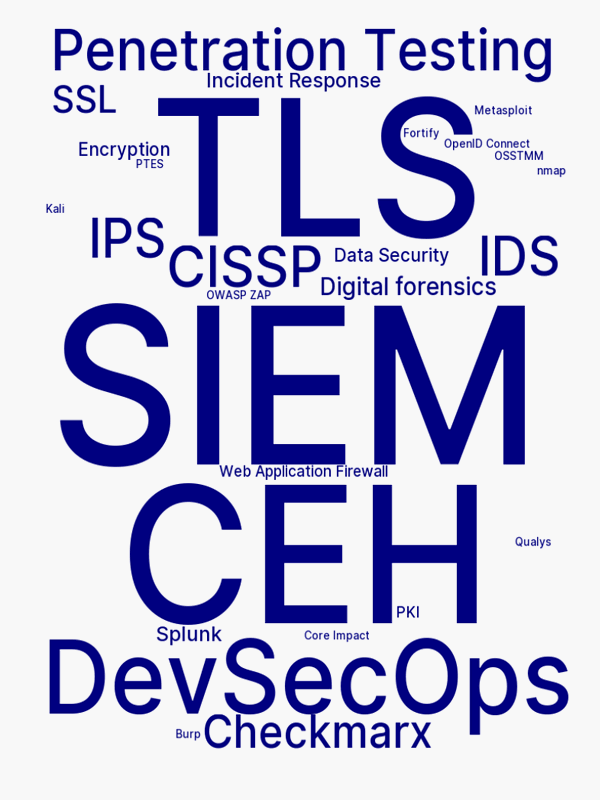 Penetration Testing
Incident Response
SSL
TLS
Metasploit
Fortify
OpenID Connect
Encryption
OSSTMM
PTES
nmap
Kali
IPS
CISSP
Data Security
IDS
Digital forensics
OWASP ZAP
SIEM
Web Application Firewall
CEH
Qualys
PKI
Splunk
Core Impact
DevSecOps
Burp
Checkmarx